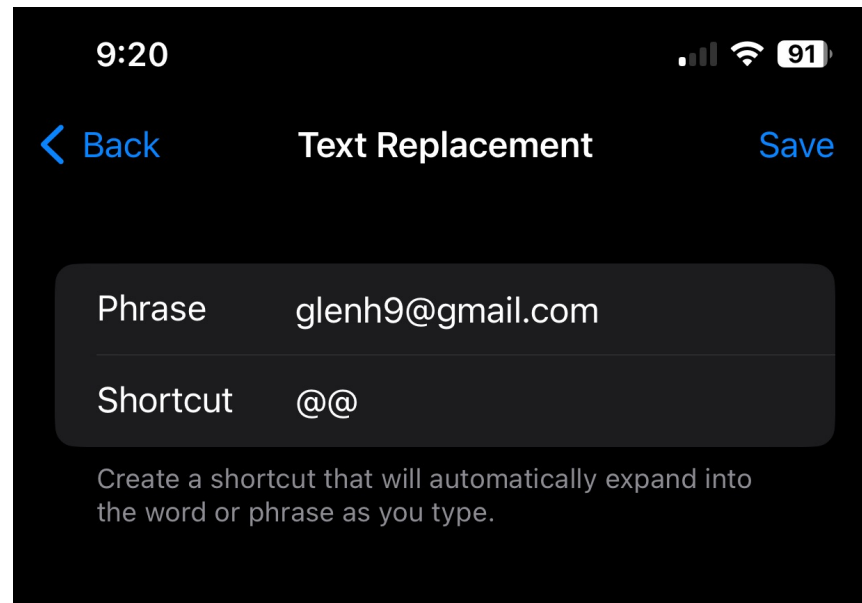 9:20 91
Back Text Replacement Save
Phrase glenh9@gmail.com
Shortcut @@
Create a shortcut that will automatically expand into
the word or phrase as you type.